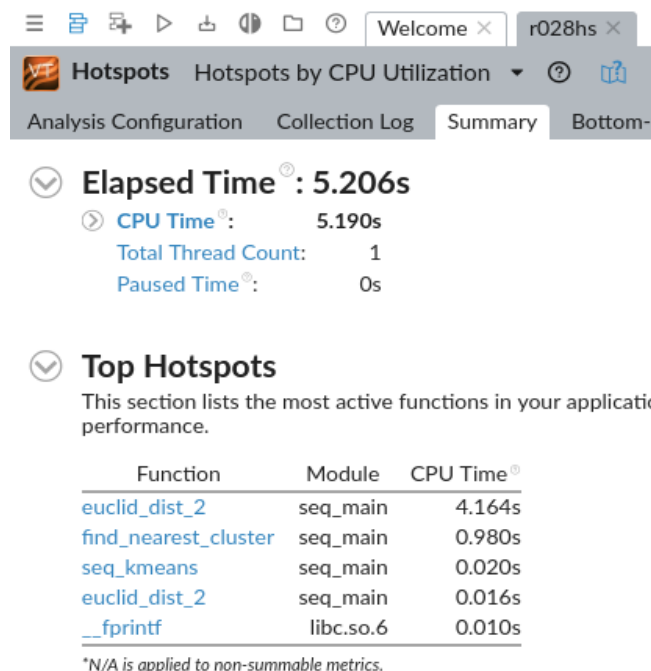 Welcome ×
r028hs ×
VT Hotspots Hotspots by CPU Utilization
Analysis Configuration Collection Log Summary Bottom-
Elapsed Time: 5.206s
CPU Time: 5.190s
Total Thread Count: 1
Paused Time: 0s
Top Hotspots
This section lists the most active functions in your applicatio
performance.
Function Module CPU Time
euclid_dist_2 seq_main 4.164s
find_nearest_cluster seq_main 0.980s
seq_kmeans seq_main 0.020s
euclid_dist_2 seq_main 0.016s
__fprintf libc.so.6 0.010s
*N/A is applied to non-summable metrics.